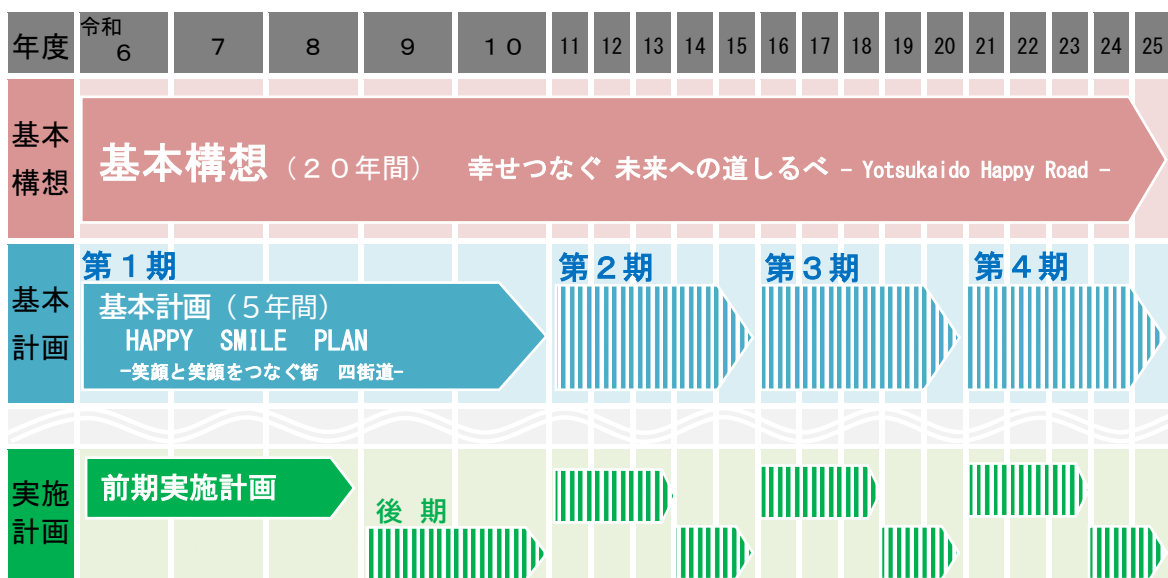 年度 令和 6 7 8 9 10 11 12 13 14 15 16 17 18 19 20 21 22 23 24 25
基本
構想
基本構想（２０年間） 幸せつなぐ 未来への道しるべ － Yotsukaido Happy Road －
基本
計画
第１期
基本計画（５年間）
HAPPY SMILE PLAN
-笑顔と笑顔をつなぐ街 四街道-
第２期
第３期
第４期
実施
計画
前期実施計画
後 期